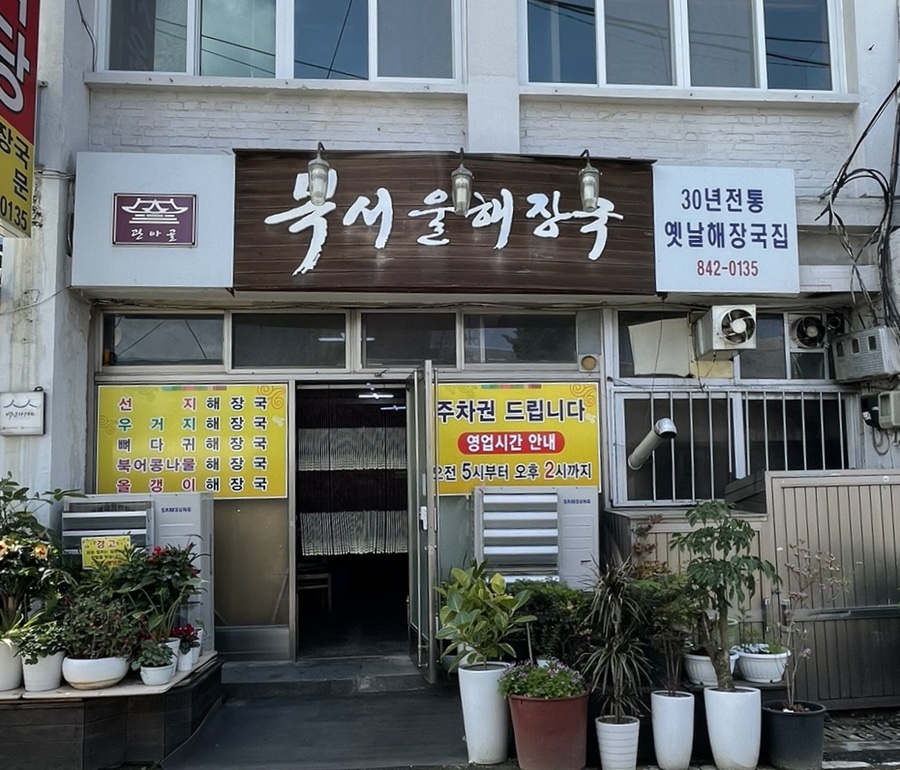 당
장국
문
0135
관아골
북서울해장국
30년전통
옛날해장국집
842-0135
선 지해장국
우 거 지해장국
뼈 다 귀해장국
북어콩나물해장국
올 갱 이해장국
주차권 드립니다
영업시간 안내
오전 5시부터 오후 2시까지
SAMSUNG
SAMSUNG
경고